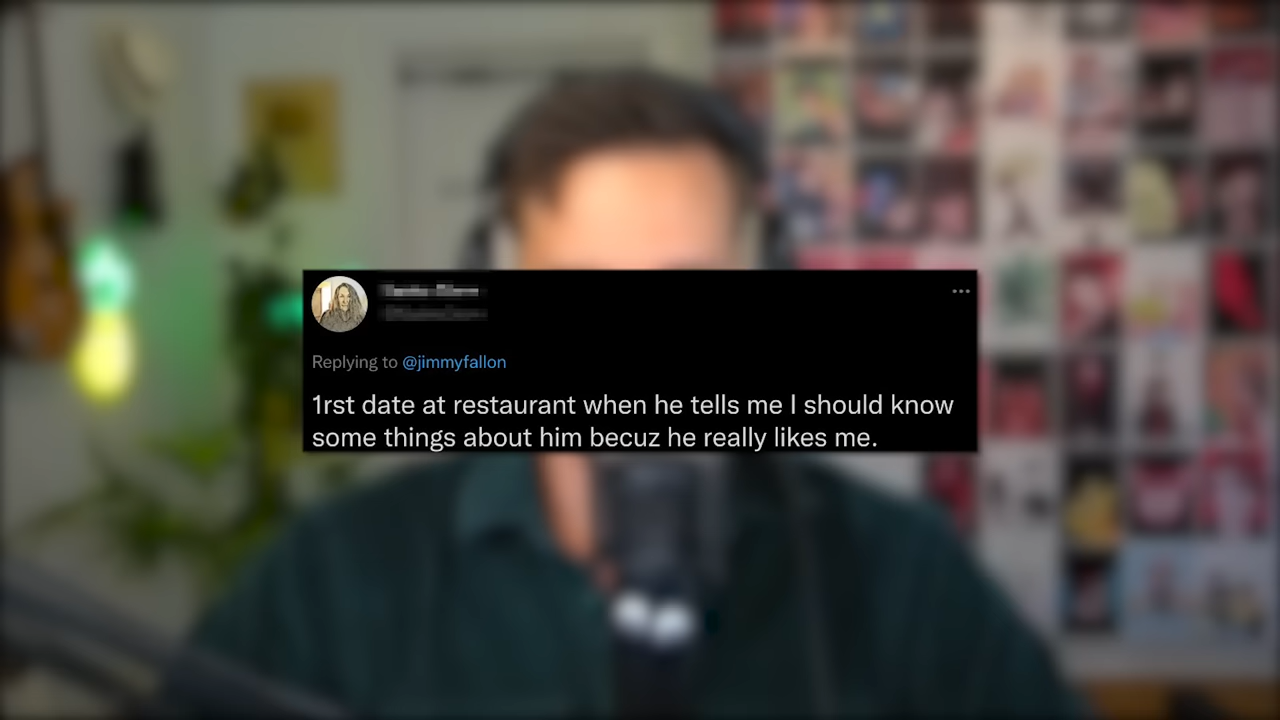 Replying to @jimmyfallon
1rst date at restaurant when he tells me I should know
some things about him becuz he really likes me.